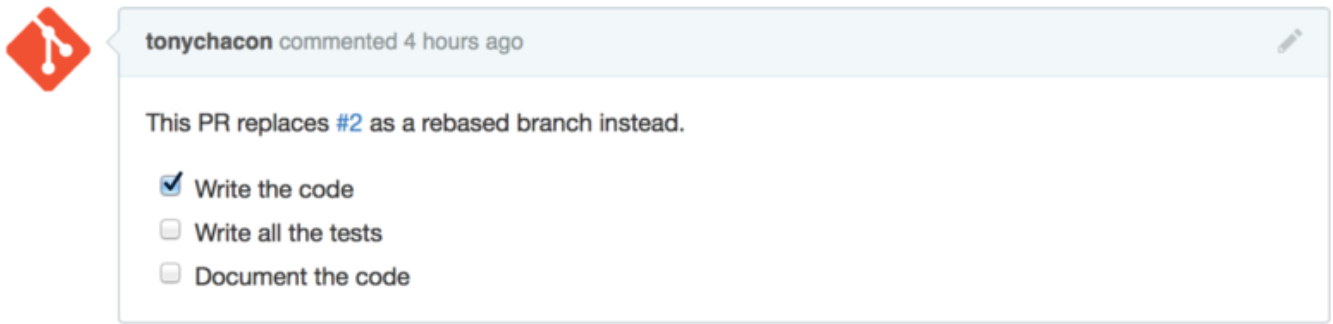 tonychacon commented 4 hours ago
This PR replaces #2 as a rebased branch instead.
Write the code
Write all the tests
Document the code